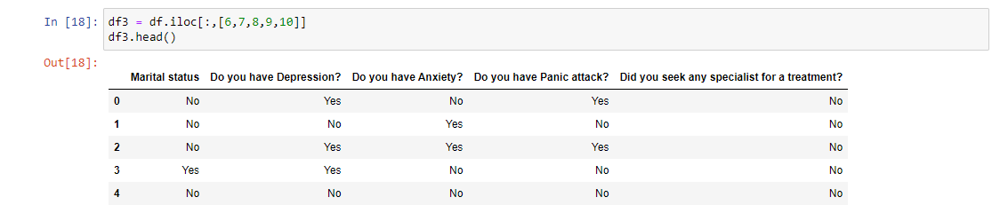 In [18]: df3 = df.iloc[:,[6,7,8,9,10]]
df3.head()
Out[18]:
Marital status Do you have Depression? Do you have Anxiety? Do you have Panic attack? Did you seek any specialist for a treatment?
0 No Yes No Yes No
1 No No Yes No No
2 No Yes Yes Yes No
3 Yes Yes No No No
4 No No No No No